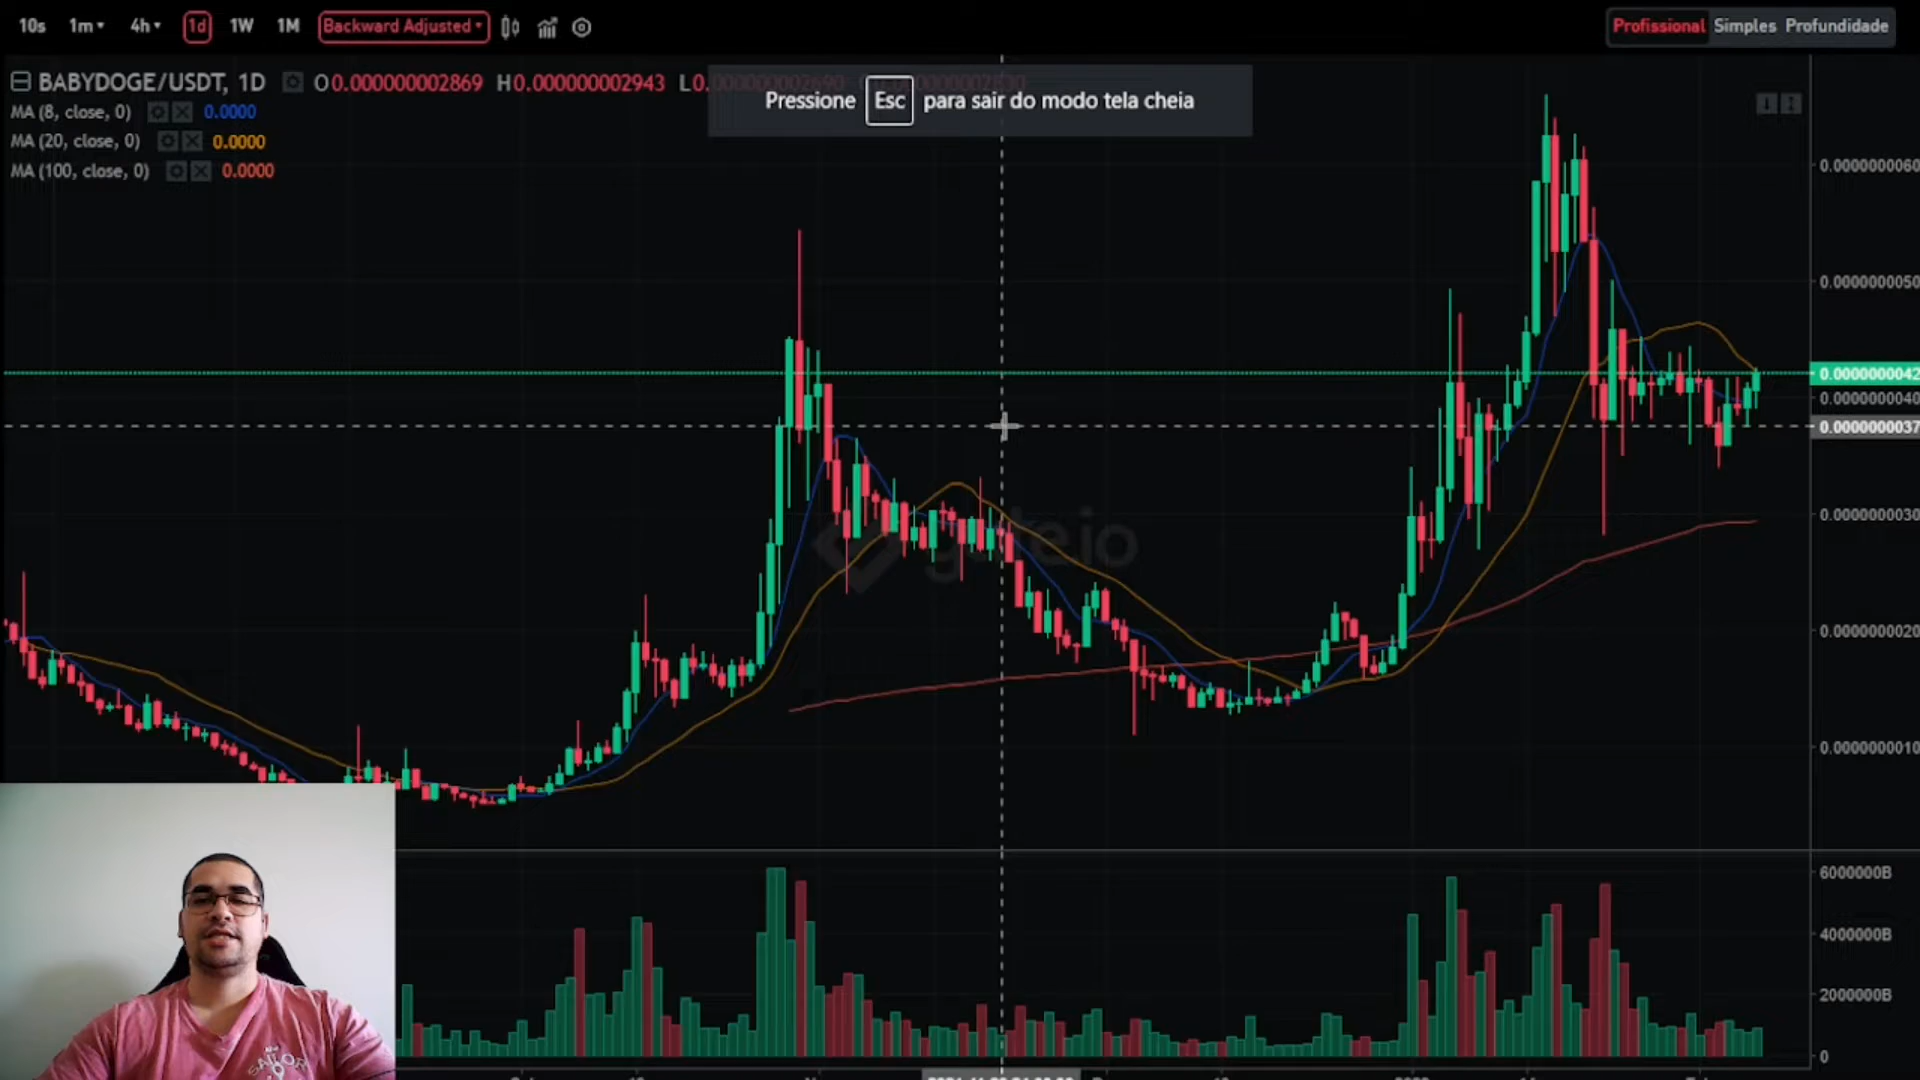 10s 1m 4h 1d 1W 1M Backward Adjusted Profissional Simples Profundidade
BABYDOGE/USDT, 1D O0.000000002869 H0.000000002943 L0.
Pressione Esc para sair do modo tela cheia
MA (8, close, 0) 0.0000
MA (20, close, 0) 0.0000
MA (100, close, 0) 0.0000
0.0000000060
0.0000000050
0.0000000042
0.0000000040
0.0000000037
0.0000000030
gate.io
0.0000000020
0.0000000010
6000000B
4000000B
2000000B
0
SAILOR